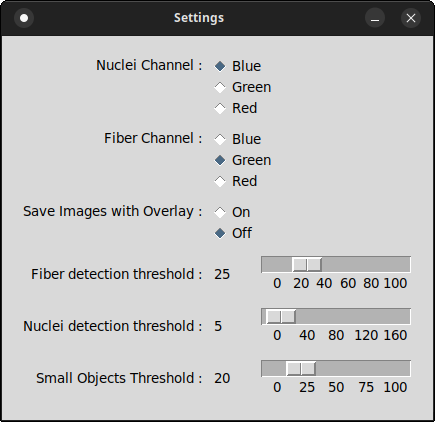 Settings
Nuclei Channel : Blue
Green
Red
Fiber Channel : Blue
Green
Red
Save Images with Overlay : On
Off
Fiber detection threshold : 25
0 20 40 60 80 100
Nuclei detection threshold : 5
0 40 80 120 160
Small Objects Threshold : 20
0 25 50 75 100